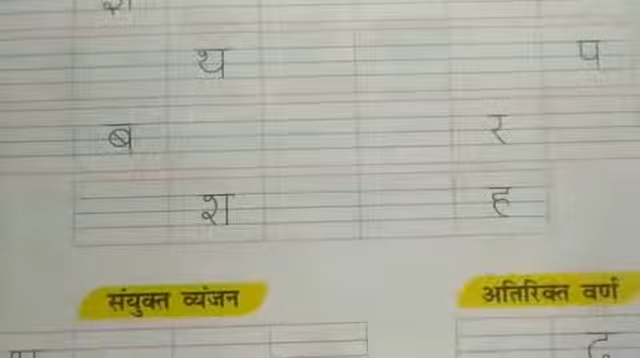 थ प
ब र
श ह
संयुक्त व्यंजन अतिरिक्त वर्ण